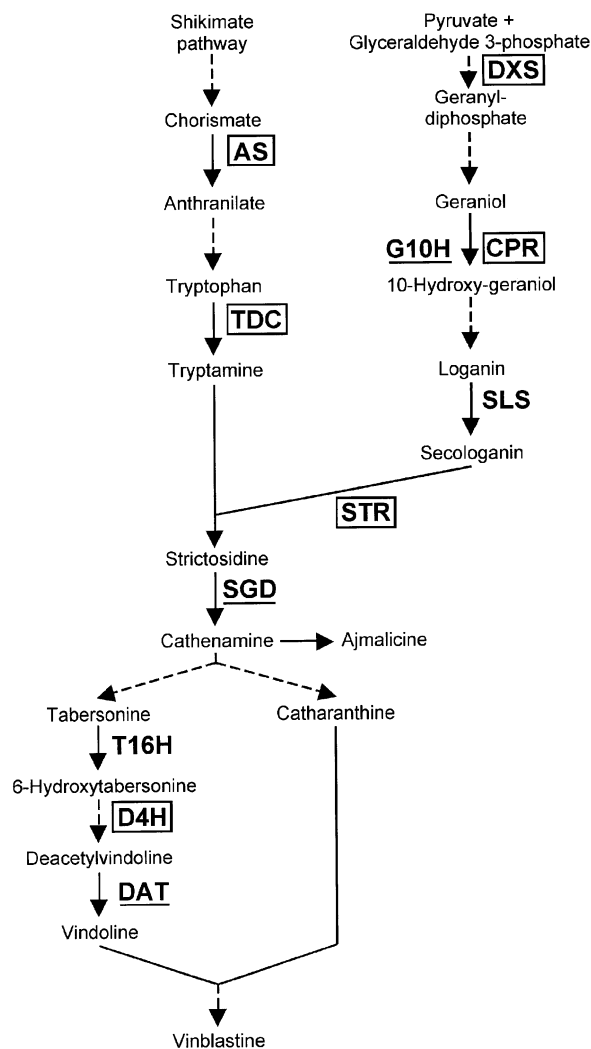 Shikimate
pathway
Pyruvate +
Glyceraldehyde 3-phosphate
DXS
Geranyl-
diphosphate
Chorismate
AS
Anthranilate
Geraniol
G10H
CPR
Tryptophan
10-Hydroxy-geraniol
TDC
Tryptamine
Loganin
SLS
Secologanin
STR
Strictosidine
SGD
Cathenamine
Ajmalicine
Tabersonine
Catharanthine
T16H
6-Hydroxytabersonine
D4H
Deacetylvindoline
DAT
Vindoline
Vinblastine